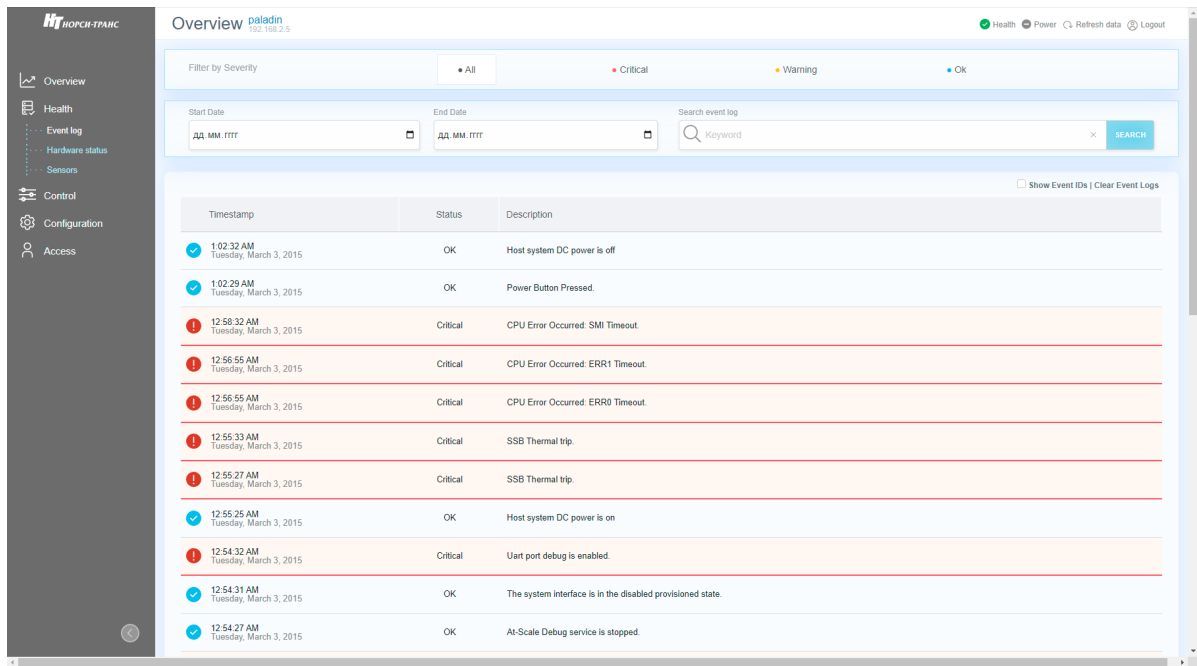 НТ НОРСИ-ТРАНС
Overview
Health
Event log
Hardware status
Sensors
Control
Configuration
Access
Overview paladin
192.168.2.5
Health Power Refresh data Logout
Filter by Severity
All Critical Warning Ok
Start Date End Date Search event log
дд.мм.гггг дд.мм.гггг Keyword × SEARCH
Show Event IDs | Clear Event Logs
Timestamp Status Description
1:02:32 AM
Tuesday, March 3, 2015
OK Host system DC power is off
1:02:29 AM
Tuesday, March 3, 2015
OK Power Button Pressed.
12:58:32 AM
Tuesday, March 3, 2015
Critical CPU Error Occurred: SMI Timeout.
12:56:55 AM
Tuesday, March 3, 2015
Critical CPU Error Occurred: ERR1 Timeout.
12:56:55 AM
Tuesday, March 3, 2015
Critical CPU Error Occurred: ERR0 Timeout.
12:55:33 AM
Tuesday, March 3, 2015
Critical SSB Thermal trip.
12:55:27 AM
Tuesday, March 3, 2015
Critical SSB Thermal trip.
12:55:25 AM
Tuesday, March 3, 2015
OK Host system DC power is on
12:54:32 AM
Tuesday, March 3, 2015
Critical Uart port debug is enabled.
12:54:31 AM
Tuesday, March 3, 2015
OK The system interface is in the disabled provisioned state.
12:54:27 AM
Tuesday, March 3, 2015
OK At-Scale Debug service is stopped.